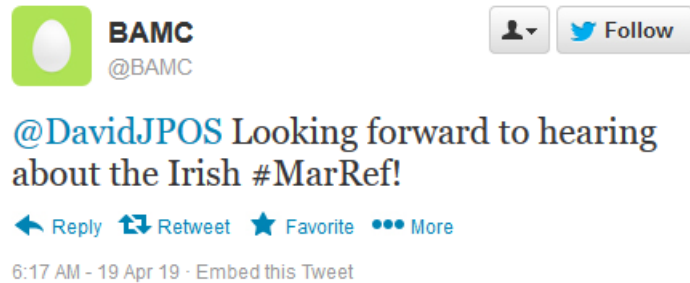 BAMC
@BAMC
Follow
@DavidJPOS Looking forward to hearing
about the Irish #MarRef!
Reply Retweet Favorite More
6:17 AM - 19 Apr 19 · Embed this Tweet